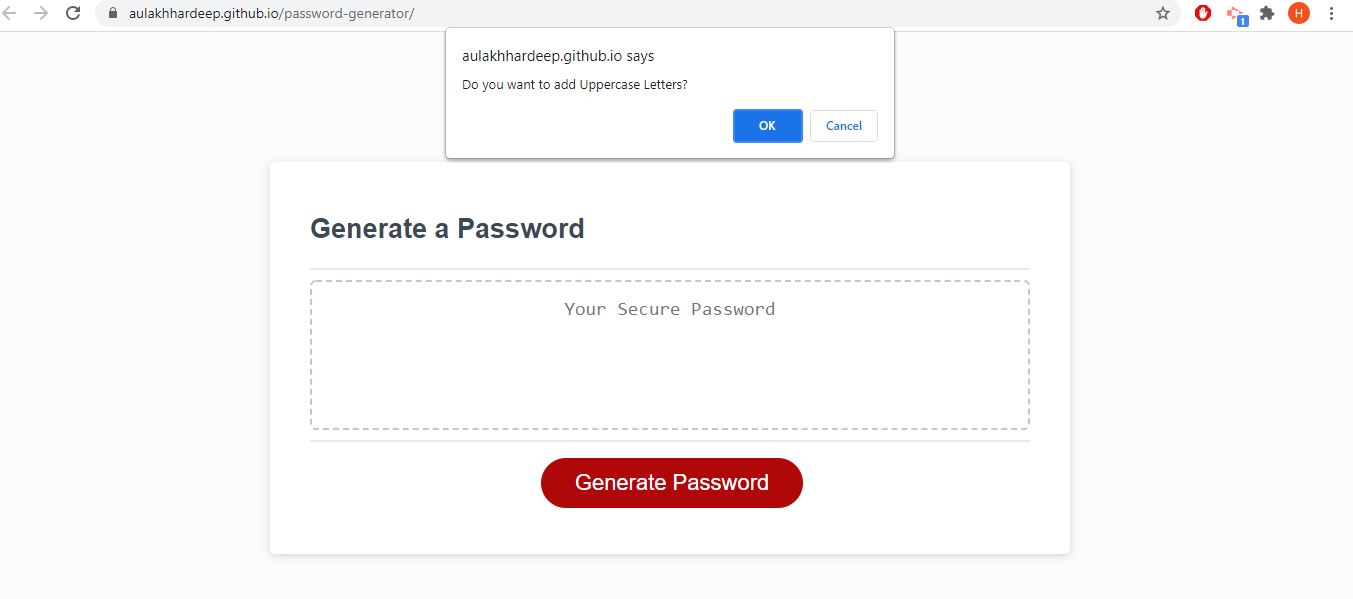 aulakhhardeep.github.io/password-generator/
1
H
aulakhhardeep.github.io says
Do you want to add Uppercase Letters?
OK Cancel
Generate a Password
Your Secure Password
Generate Password